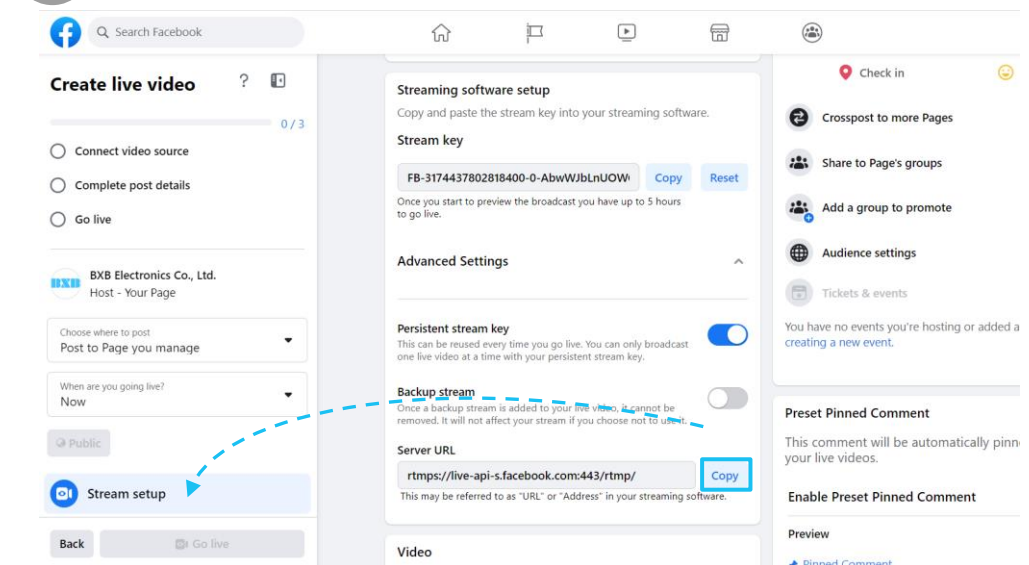 Search Facebook
Create live video
?
0 / 3
Connect video source
Complete post details
Go live
BXB
BXB Electronics Co., Ltd.
Host - Your Page
Choose where to post
Post to Page you manage
When are you going live?
Now
Public
Stream setup
Back
Go live
Streaming software setup
Copy and paste the stream key into your streaming software.
Stream key
FB-3174437802818400-0-AbwWJbLnUOW
Copy
Reset
Once you start to preview the broadcast you have up to 5 hours
to go live.
Advanced Settings
Persistent stream key
This can be reused every time you go live. You can only broadcast
one live video at a time with your persistent stream key.
Backup stream
Once a backup stream is added to your live video, it cannot be
removed. It will not affect your stream if you choose not to use it.
Server URL
rtmps://live-api-s.facebook.com:443/rtmp/
Copy
This may be referred to as "URL" or "Address" in your streaming software.
Video
Check in
Crosspost to more Pages
Share to Page's groups
Add a group to promote
Audience settings
Tickets & events
You have no events you're hosting or added a
creating a new event.
Preset Pinned Comment
This comment will be automatically pinn
your live videos.
Enable Preset Pinned Comment
Preview
Pinned Comment